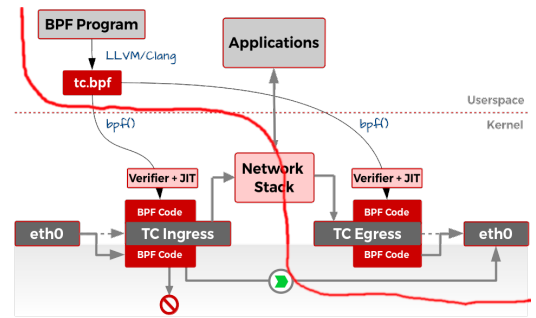 BPF Program
Applications
LLVM/Clang
tc.bpf
Userspace
Kernel
bpf()
bpf()
Verifier + JIT
Network
Stack
Verifier + JIT
BPF Code
BPF Code
eth0
TC Ingress
TC Egress
eth0
BPF Code
BPF Code